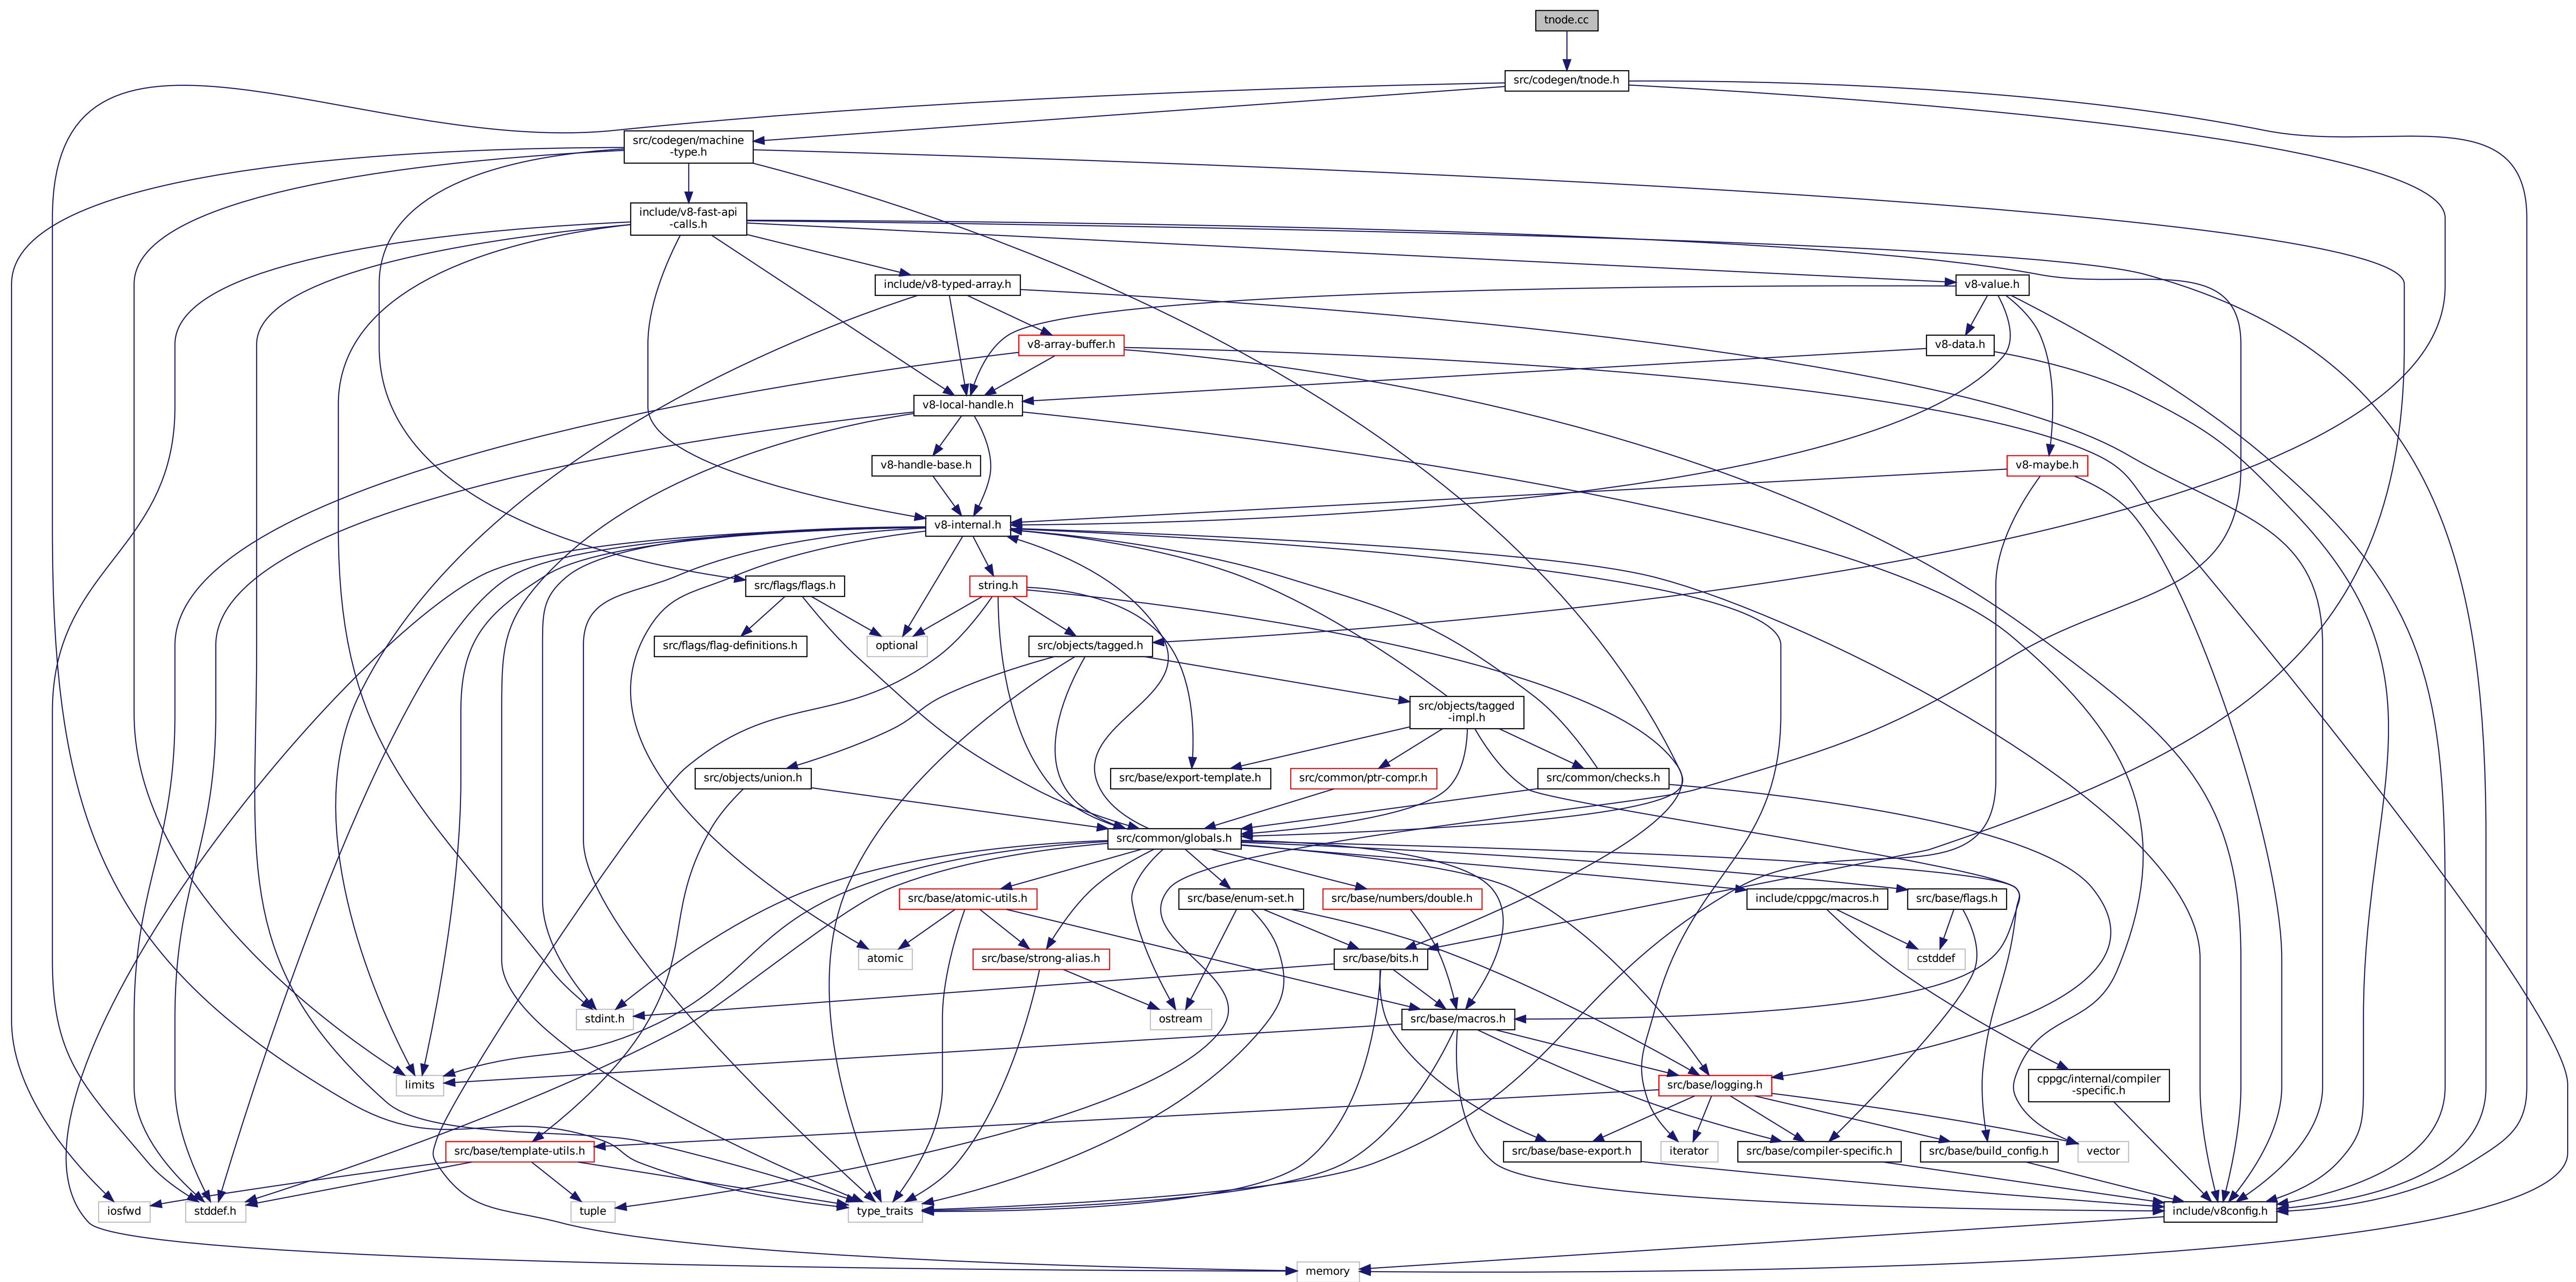 tnode.cc
src/codegen/tnode.h
src/codegen/machine
-type.h
include/v8-fast-api
-calls.h
include/v8-typed-array.h
v8-value.h
v8-array-buffer.h
v8-data.h
v8-local-handle.h
v8-handle-base.h
v8-maybe.h
v8-internal.h
src/flags/flags.h
string.h
src/flags/flag-definitions.h
optional
src/objects/tagged.h
src/objects/tagged
-impl.h
src/objects/union.h
src/base/export-template.h
src/common/ptr-compr.h
src/common/checks.h
src/common/globals.h
src/base/atomic-utils.h
src/base/enum-set.h
src/base/numbers/double.h
include/cppgc/macros.h
src/base/flags.h
atomic
src/base/strong-alias.h
src/base/bits.h
cstddef
stdint.h
ostream
src/base/macros.h
limits
src/base/logging.h
cppgc/internal/compiler
-specific.h
src/base/template-utils.h
src/base/base-export.h
iterator
src/base/compiler-specific.h
src/base/build_config.h
vector
iosfwd
stddef.h
tuple
type_traits
include/v8config.h
memory